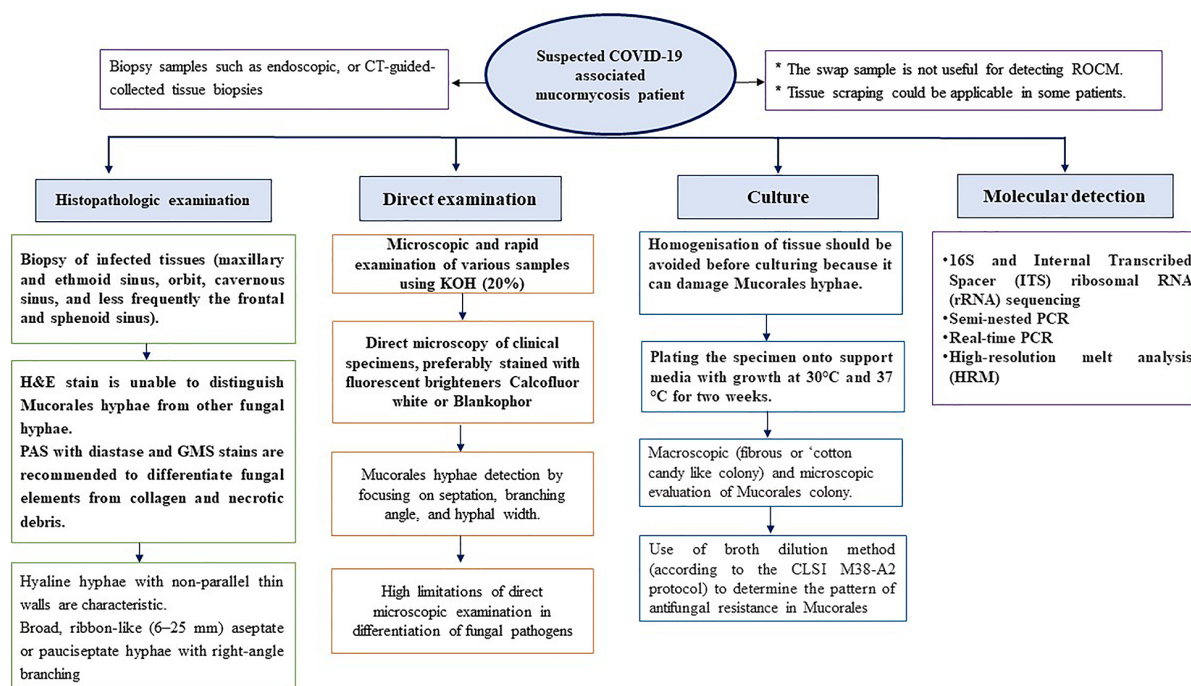 Suspected COVID-19
associated
mucormycosis patient
Biopsy samples such as endoscopic, or CT-guided-
collected tissue biopsies
* The swap sample is not useful for detecting ROCM.
* Tissue scraping could be applicable in some patients.
Histopathologic examination
Biopsy of infected tissues (maxillary
and ethmoid sinus, orbit, cavernous
sinus, and less frequently the frontal
and sphenoid sinus).
H&E stain is unable to distinguish
Mucorales hyphae from other fungal
hyphae.
PAS with diastase and GMS stains are
recommended to differentiate fungal
elements from collagen and necrotic
debris.
Hyaline hyphae with non-parallel thin
walls are characteristic.
Broad, ribbon-like (6–25 mm) aseptate
or pauciseptate hyphae with right-angle
branching
Direct examination
Microscopic and rapid
examination of various samples
using KOH (20%)
Direct microscopy of clinical
specimens, preferably stained with
fluorescent brighteners Calcofluor
white or Blankophor
Mucorales hyphae detection by
focusing on septation, branching
angle, and hyphal width.
High limitations of direct
microscopic examination in
differentiation of fungal pathogens
Culture
Homogenisation of tissue should be
avoided before culturing because it
can damage Mucorales hyphae.
Plating the specimen onto support
media with growth at 30°C and 37
°C for two weeks.
Macroscopic (fibrous or ‘cotton
candy like colony) and microscopic
evaluation of Mucorales colony.
Use of broth dilution method
(according to the CLSI M38-A2
protocol) to determine the pattern of
antifungal resistance in Mucorales
Molecular detection
•16S and Internal Transcribed
Spacer (ITS) ribosomal RNA
(rRNA) sequencing
•Semi-nested PCR
•Real-time PCR
•High-resolution melt analysis
(HRM)